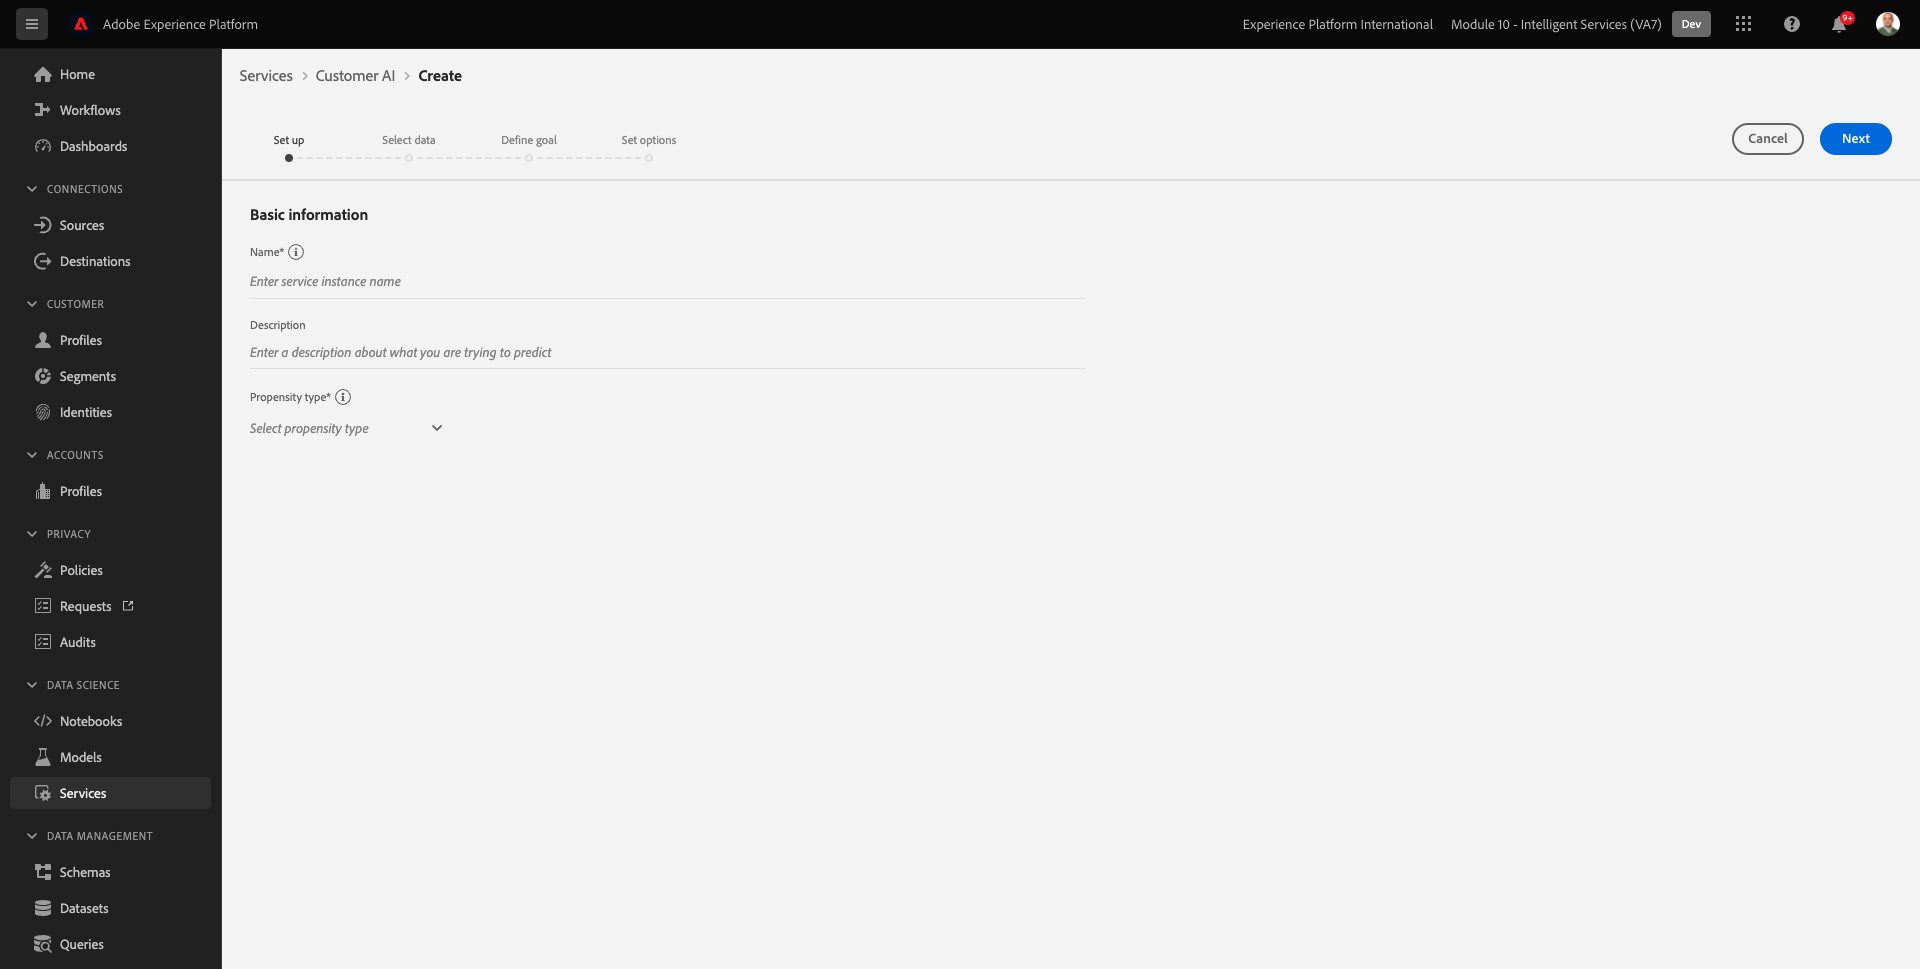 Adobe Experience Platform
Experience Platform International
Module 10 - Intelligent Services (VA7)
Dev
9+
Home
Workflows
Dashboards
CONNECTIONS
Sources
Destinations
CUSTOMER
Profiles
Segments
Identities
ACCOUNTS
Profiles
PRIVACY
Policies
Requests
Audits
DATA SCIENCE
Notebooks
Models
Services
DATA MANAGEMENT
Schemas
Datasets
Queries
Services > Customer AI > Create
Set up
Select data
Define goal
Set options
Cancel
Next
Basic information
Name*
Enter service instance name
Description
Enter a description about what you are trying to predict
Propensity type*
Select propensity type